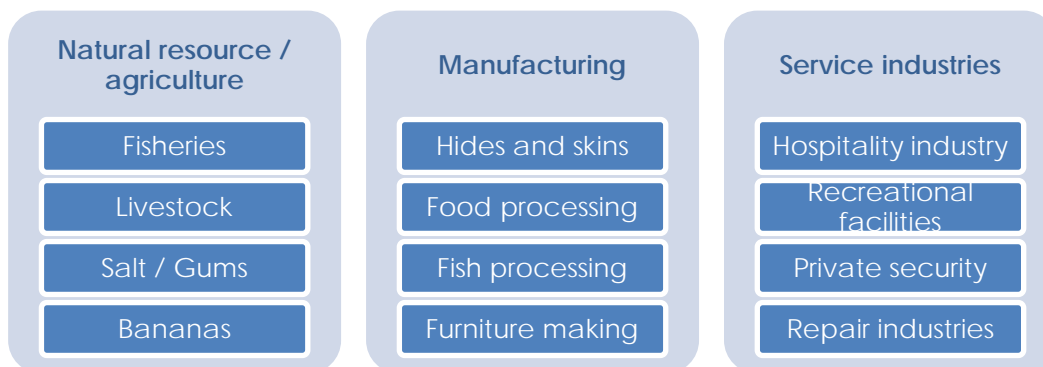 Natural resource /
agriculture
Fisheries
Livestock
Salt / Gums
Bananas
Manufacturing
Hides and skins
Food processing
Fish processing
Furniture making
Service industries
Hospitality industry
Recreational
facilities
Private security
Repair industries